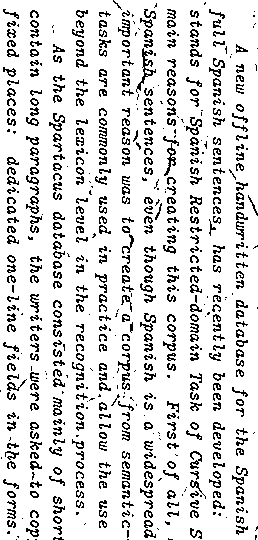 A new offline handwritten database for the Spanish
full Spanish sentences, has recently been developed:
stands for Spanish Restricted-domain Task of Cursive S
main reasons for creating this corpus. First of all,
Spanish sentences, even though Spanish is a widespread
important reason was to create a corpus from semantic-
tasks are commonly used in practice and allow the use
beyond the lexicon level in the recognition process.
As the Spartacus database consisted mainly of short
contain long paragraphs, the writers were asked to cop
fixed places: dedicated one-line fields in the forms.